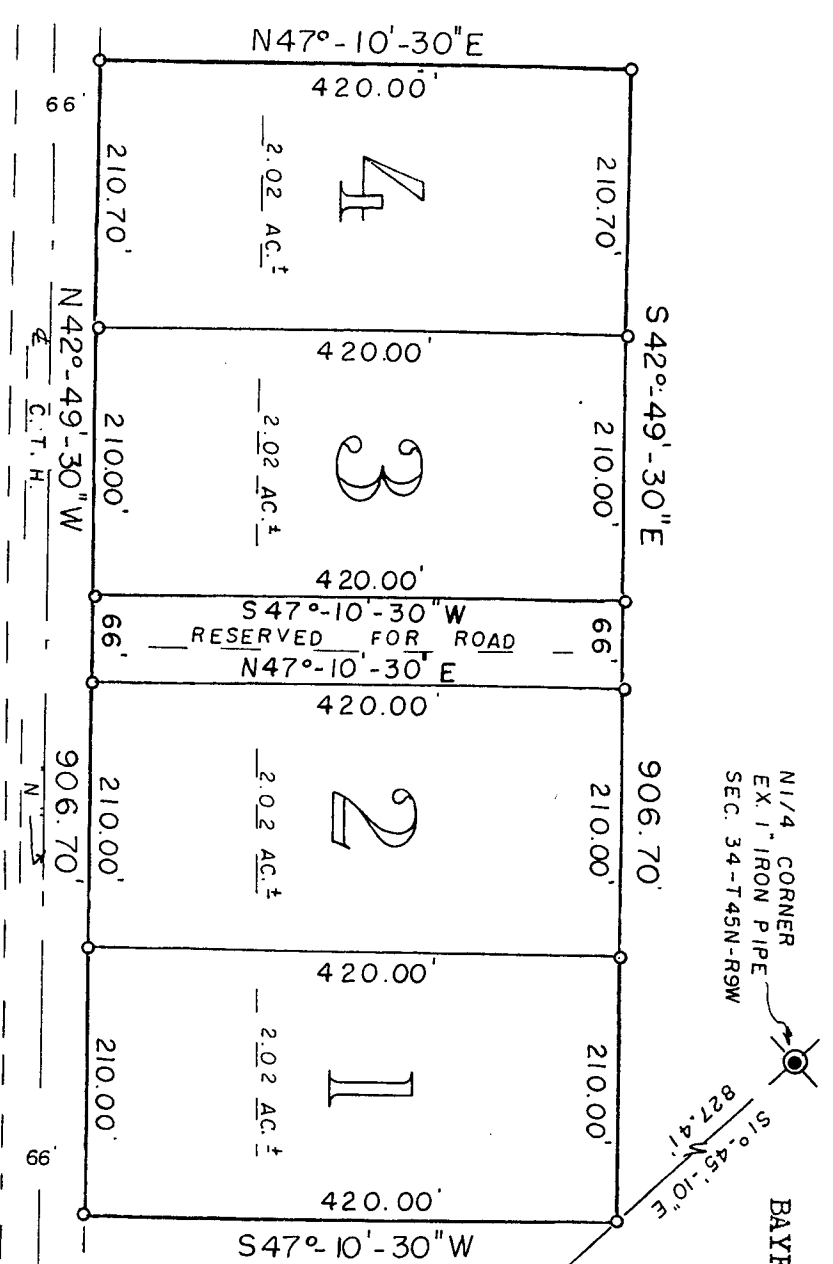 N47°-10'-30"E
420.00'
66'
210.70'
4
2.02 AC.±
210.70'
N42°-49'-30"W
S42°-49'-30"E
420.00'
℄ C.T.H.
210.00'
3
2.02 AC.±
210.00'
420.00'
S47°-10'-30"W
66'
RESERVED FOR ROAD
66'
N47°-10'-30"E
420.00'
906.70'
"N"
210.00'
2
2.02 AC.±
210.00'
906.70'
N1/4 CORNER
EX. 1" IRON PIPE
SEC. 34-T45N-R9W
420.00'
210.00'
1
2.02 AC.±
210.00'
827.41'
S1°-45'-10"E
66'
420.00'
S47°-10'-30"W